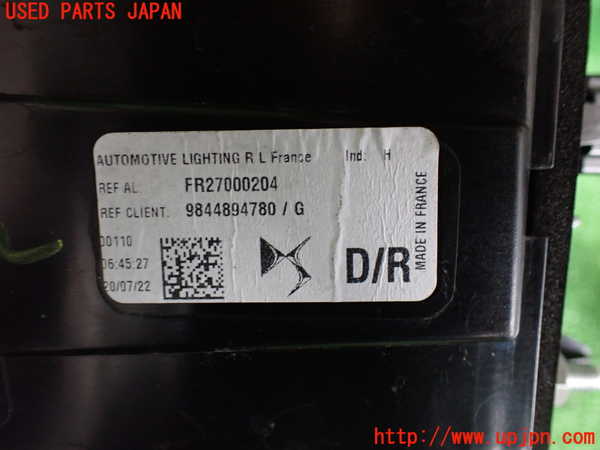 USED PARTS JAPAN
AUTOMOTIVE LIGHTING R L France Ind: H
REF AL: FR27000204
REF CLIENT: 9844894780 / G
00110
06:45:27
20/07/22
D/R
MADE IN FRANCE
http://www.upjpn.com/